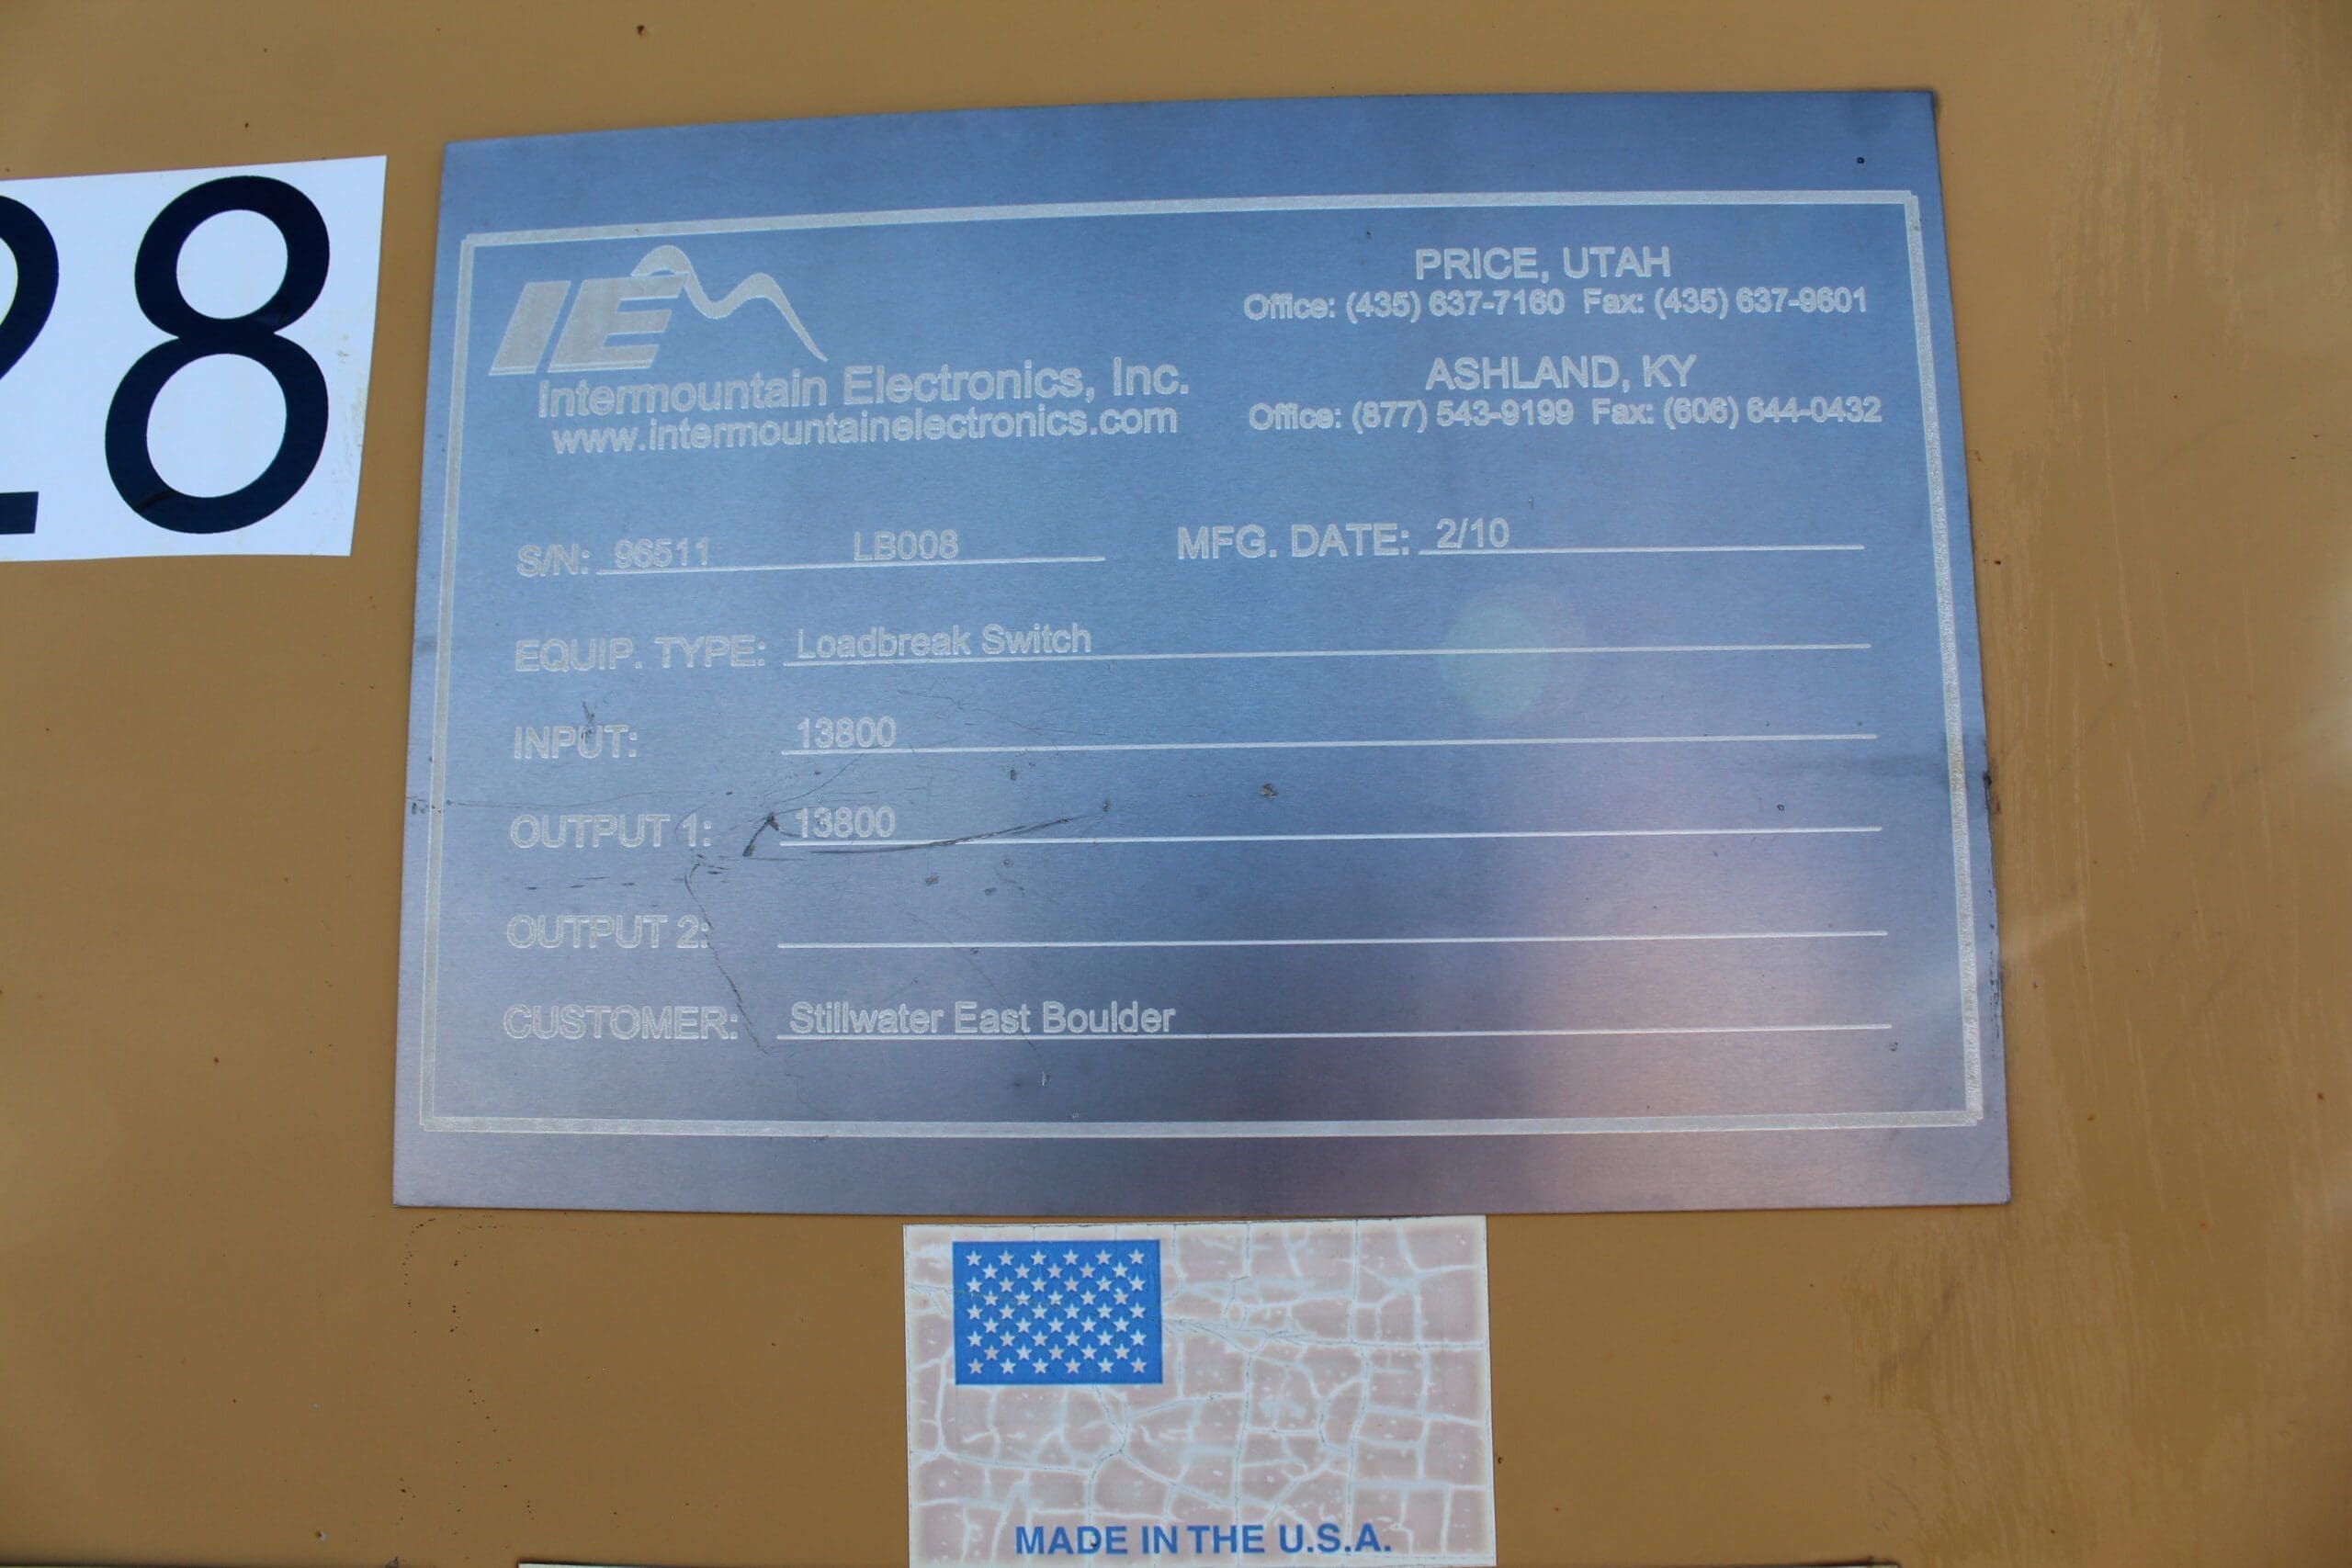 28
IE
Intermountain Electronics, Inc.
www.intermountainelectronics.com
PRICE, UTAH
Office: (435) 637-7160 Fax: (435) 637-9601
ASHLAND, KY
Office: (877) 543-9199 Fax: (606) 644-0432
S/N: 96511 LB008 MFG. DATE: 2/10
EQUIP. TYPE: Loadbreak Switch
INPUT: 13800
OUTPUT 1: 13800
OUTPUT 2:
CUSTOMER: Stillwater East Boulder
MADE IN THE U.S.A.